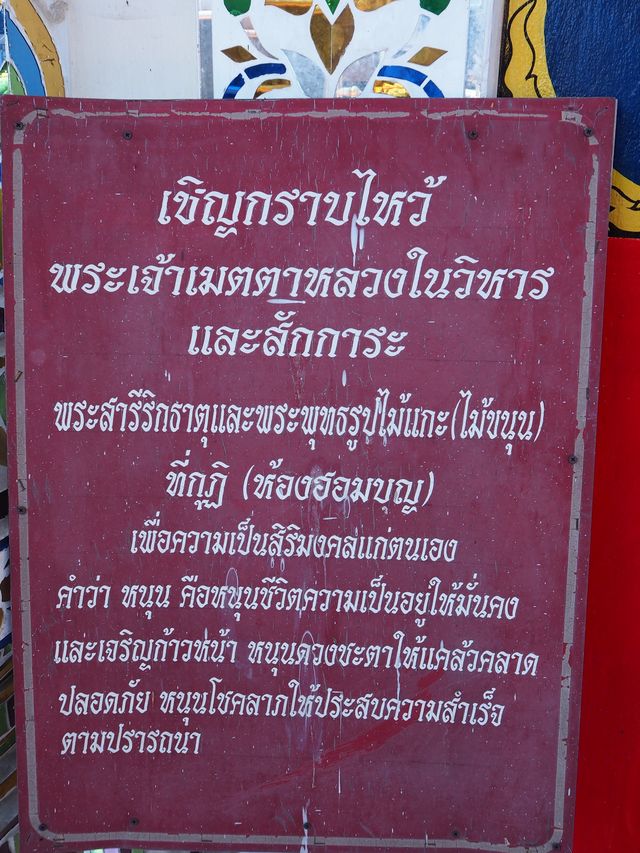 เชิญกราบไหว้
พระเจ้าเมตตาหลวงในวิหาร
และสักการะ
พระสารีริกธาตุและพระพุทธรูปไม้แกะ(ไม้ขนุน)
ที่กุฏิ (ห้องฮอมบุญ)
เพื่อความเป็นสิริมงคลแก่ตนเอง
คำว่า หนุน คือหนุนชีวิตความเป็นอยู่ให้มั่นคง
และเจริญก้าวหน้า หนุนดวงชะตาให้แคล้วคลาด
ปลอดภัย หนุนโชคลาภให้ประสบความสำเร็จ
ตามปรารถนา